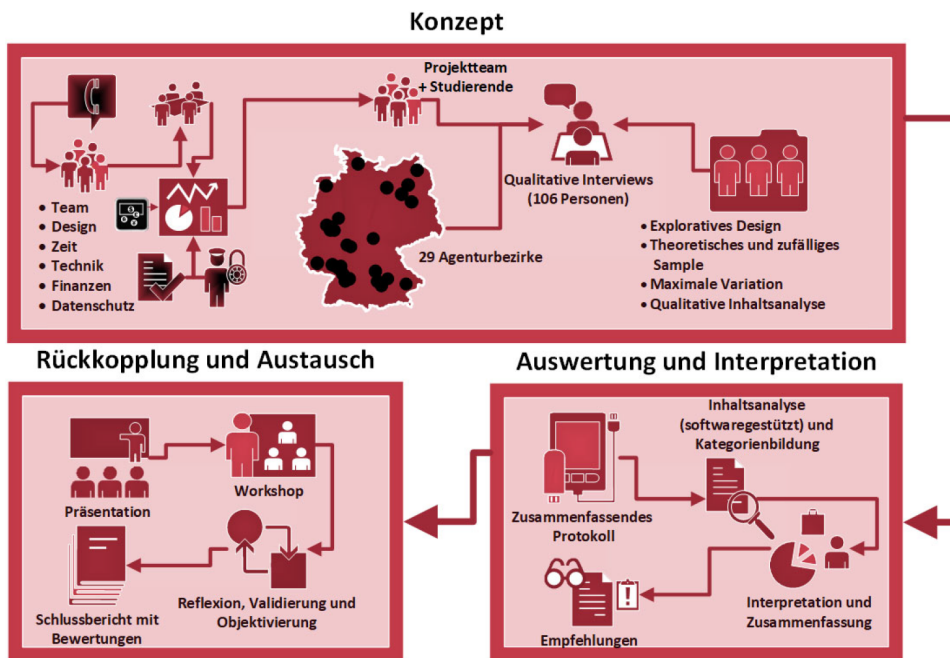 Konzept
Projektteam
+ Studierende
• Team
• Design
• Zeit
• Technik
• Finanzen
• Datenschutz
29 Agenturbezirke
Qualitative Interviews
(106 Personen)
• Exploratives Design
• Theoretisches und zufälliges
Sample
• Maximale Variation
• Qualitative Inhaltsanalyse
Rückkopplung und Austausch
Präsentation
Workshop
Schlussbericht mit
Bewertungen
Reflexion, Validierung und
Objektivierung
Auswertung und Interpretation
Inhaltsanalyse
(softwaregestützt) und
Kategorienbildung
Zusammenfassendes
Protokoll
Empfehlungen
Interpretation und
Zusammenfassung